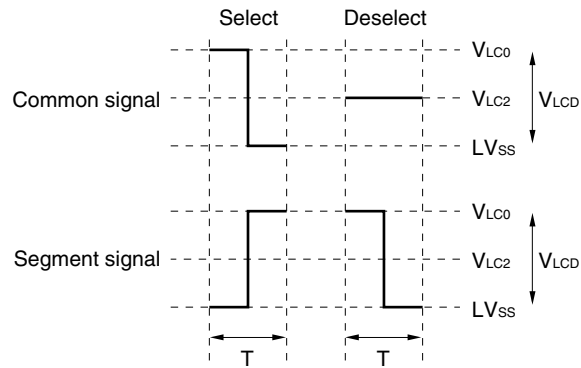 Select Deselect
VLC0
Common signal VLC2 VLCD
LVSS
VLC0
Segment signal VLC2 VLCD
LVSS
T T